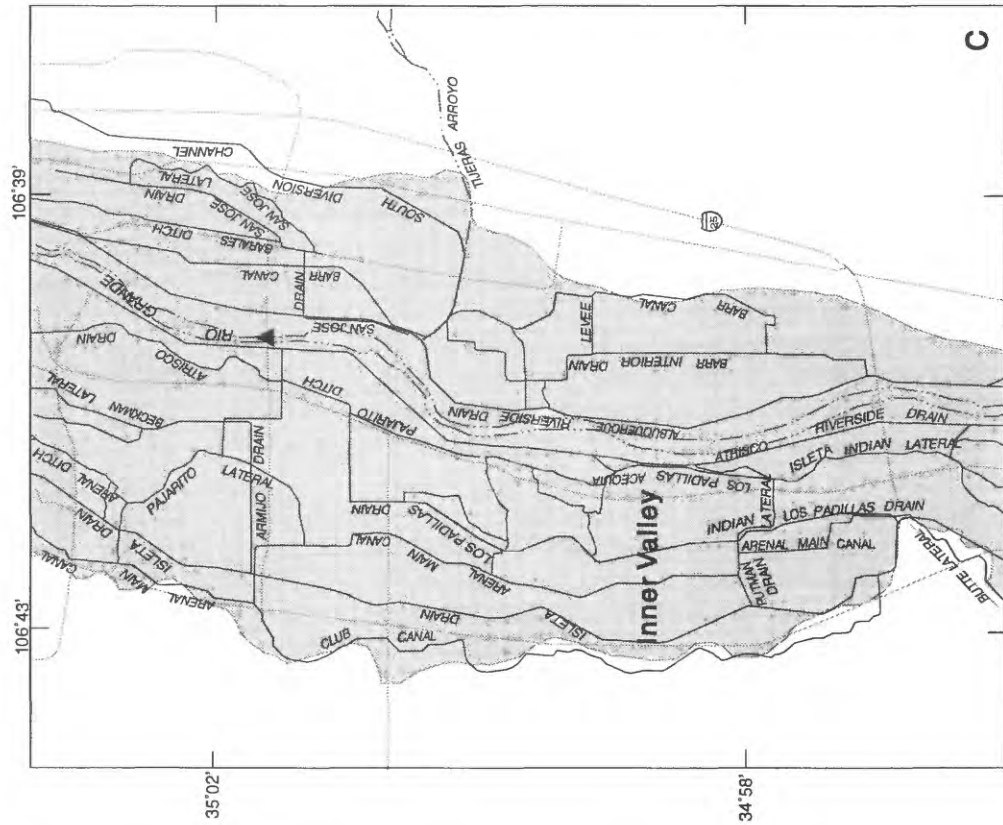 106°39'
106°43'
35°02'
34°58'
C
CHANNEL
DIVERSION
SOUTH
TIJERAS ARROYO
LATERAL
SAN JOSE
DRAIN
SAN JOSE
DITCH
BARALES
CANAL
BARR
DRAIN
SAN JOSE
RIO
GRANDE
DRAIN
ATRISCO
LATERAL
BECKMAN
DITCH
PAJARITO
DITCH
ARENAL
DRAIN
ISLETA
CANAL
MAIN
ARENAL
PAJARITO
LATERAL
ARMIJO DRAIN
DRAIN
LOS PADILLAS
CANAL
MAIN
ARENAL
CLUB
CANAL
DRAIN
ISLETA
25
LEVEE
CANAL
BARR
DRAIN
BARR INTERIOR
ALBUQUERQUE RIVERSIDE DRAIN
ATRISCO RIVERSIDE DRAIN
LOS PADILLAS ACEQUIA
ISLETA INDIAN LATERAL
Inner Valley
INDIAN
LATERAL
LOS PADILLAS DRAIN
ARENAL MAIN CANAL
PUTMAN
DRAIN
BUTTE LATERAL